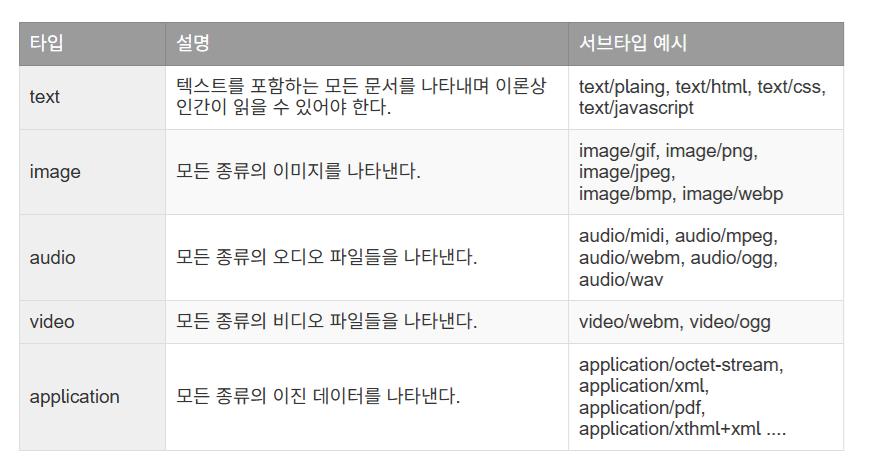 타입 설명 서브타입 예시
text 텍스트를 포함하는 모든 문서를 나타내며 이론상
인간이 읽을 수 있어야 한다.
text/plaing, text/html, text/css,
text/javascript
image 모든 종류의 이미지를 나타낸다.
image/gif, image/png,
image/jpeg,
image/bmp, image/webp
audio 모든 종류의 오디오 파일들을 나타낸다.
audio/midi, audio/mpeg,
audio/webm, audio/ogg,
audio/wav
video 모든 종류의 비디오 파일들을 나타낸다. video/webm, video/ogg
application 모든 종류의 이진 데이터를 나타낸다.
application/octet-stream,
application/xml,
application/pdf,
application/xthml+xml ....